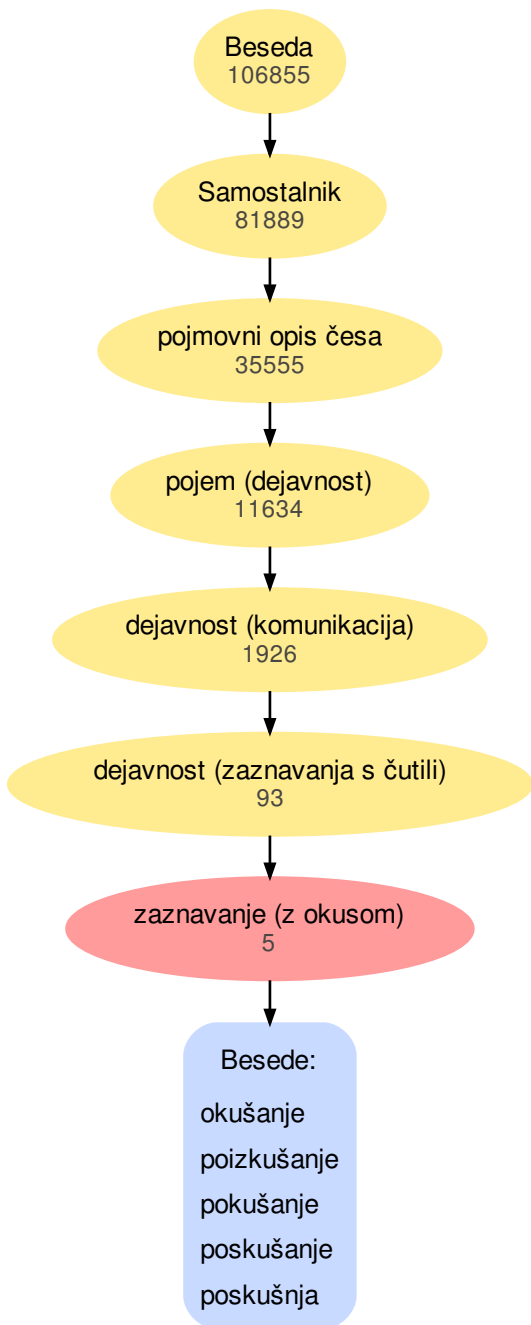 Beseda
106855
Samostalnik
81889
pojmovni opis česa
35555
pojem (dejavnost)
11634
dejavnost (komunikacija)
1926
dejavnost (zaznavanja s čutili)
93
zaznavanje (z okusom)
5
Besede:
okušanje
poizkušanje
pokušanje
poskušanje
poskušnja